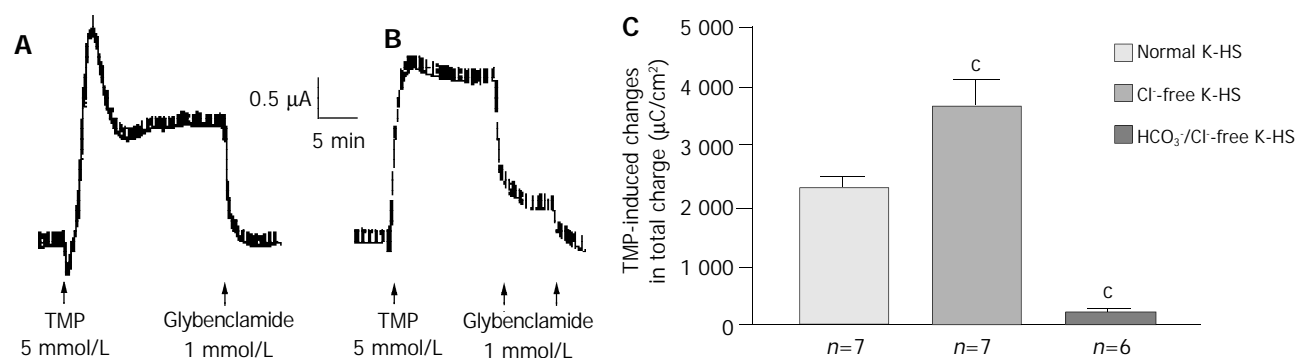 A
TMP
5 mmol/L
Glybenclamide
1 mmol/L
0.5 μA
5 min
B
TMP
5 mmol/L
Glybenclamide
1 mmol/L
C
TMP-induced changes
in total charge (μC/cm²)
5 000
4 000
3 000
2 000
1 000
0
c
c
n=7
n=7
n=6
Normal K-HS
Cl⁻-free K-HS
HCO₃⁻/Cl⁻-free K-HS